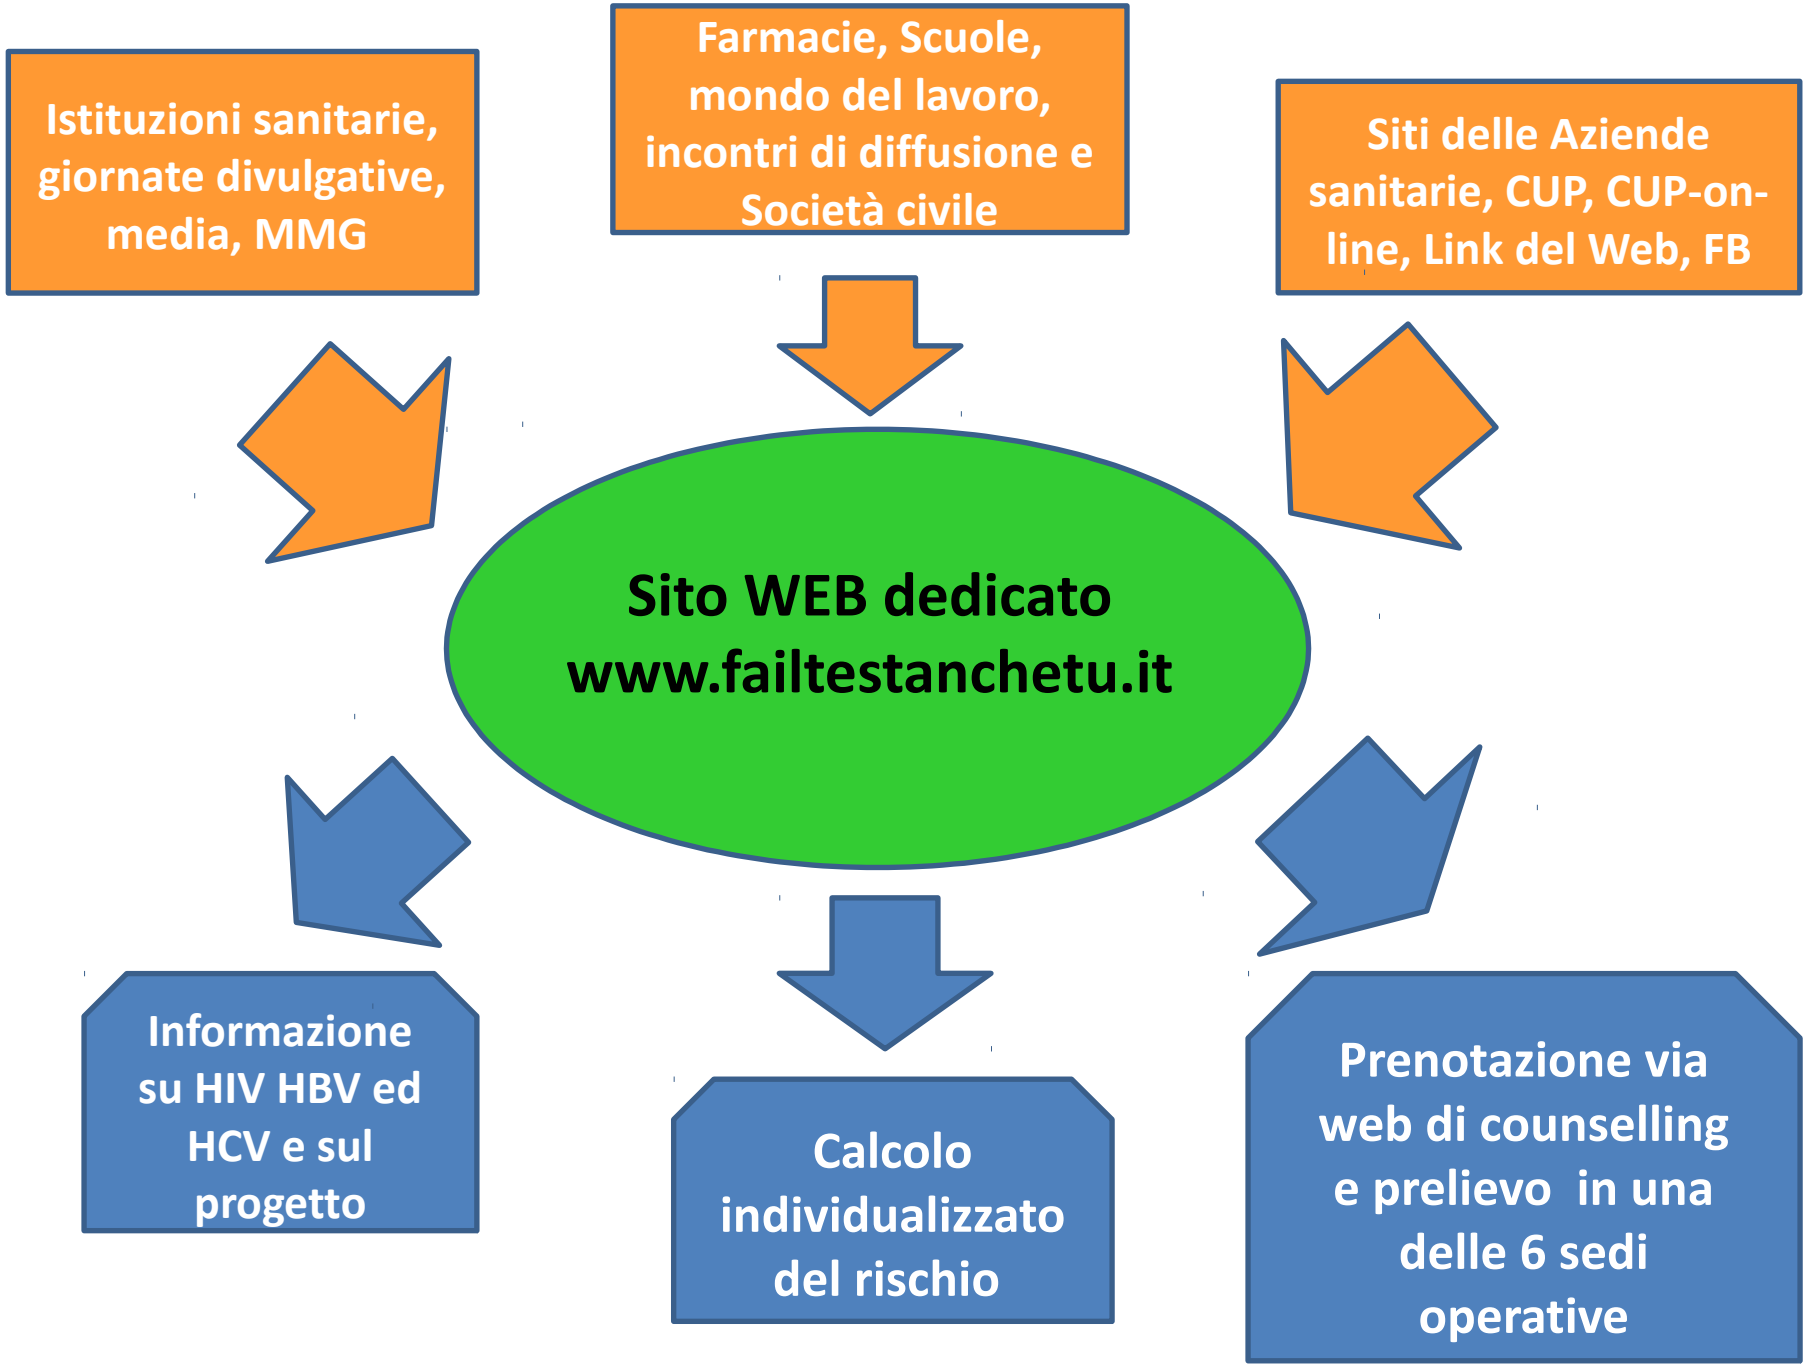 Istituzioni sanitarie,
giornate divulgative,
media, MMG
Farmacie, Scuole,
mondo del lavoro,
incontri di diffusione e
Società civile
Siti delle Aziende
sanitarie, CUP, CUP-on-
line, Link del Web, FB
Sito WEB dedicato
www.failtestanchetu.it
Informazione
su HIV HBV ed
HCV e sul
progetto
Calcolo
individualizzato
del rischio
Prenotazione via
web di counselling
e prelievo in una
delle 6 sedi
operative